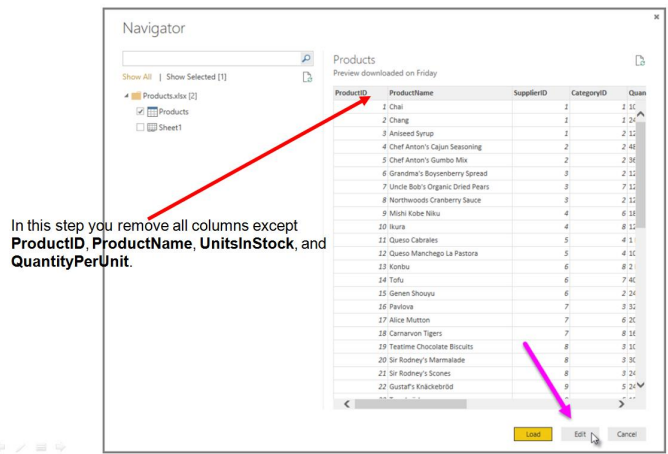 Navigator
Show All | Show Selected [1]
Products.xlsx [2]
Products
Sheet1
In this step you remove all columns except
ProductID, ProductName, UnitsInStock, and
QuantityPerUnit.
Products
Preview downloaded on Friday
ProductID ProductName SupplierID CategoryID Quan
1 Chai 1 1 10
2 Chang 1 1 24
3 Aniseed Syrup 1 2 12
4 Chef Anton's Cajun Seasoning 2 2 48
5 Chef Anton's Gumbo Mix 2 2 36
6 Grandma's Boysenberry Spread 3 2 12
7 Uncle Bob's Organic Dried Pears 3 7 12
8 Northwoods Cranberry Sauce 3 2 12
9 Mishi Kobe Niku 4 6 18
10 Ikura 4 8 12
11 Queso Cabrales 5 4 1
12 Queso Manchego La Pastora 5 4 10
13 Konbu 6 8 2
14 Tofu 6 7 40
15 Genen Shouyu 6 2 24
16 Pavlova 7 3 32
17 Alice Mutton 7 6 20
18 Carnarvon Tigers 7 8 16
19 Teatime Chocolate Biscuits 8 3 10
20 Sir Rodney's Marmalade 8 3 30
21 Sir Rodney's Scones 8 3 24
22 Gustaf's Knäckebröd 9 5 24
Load Edit Cancel